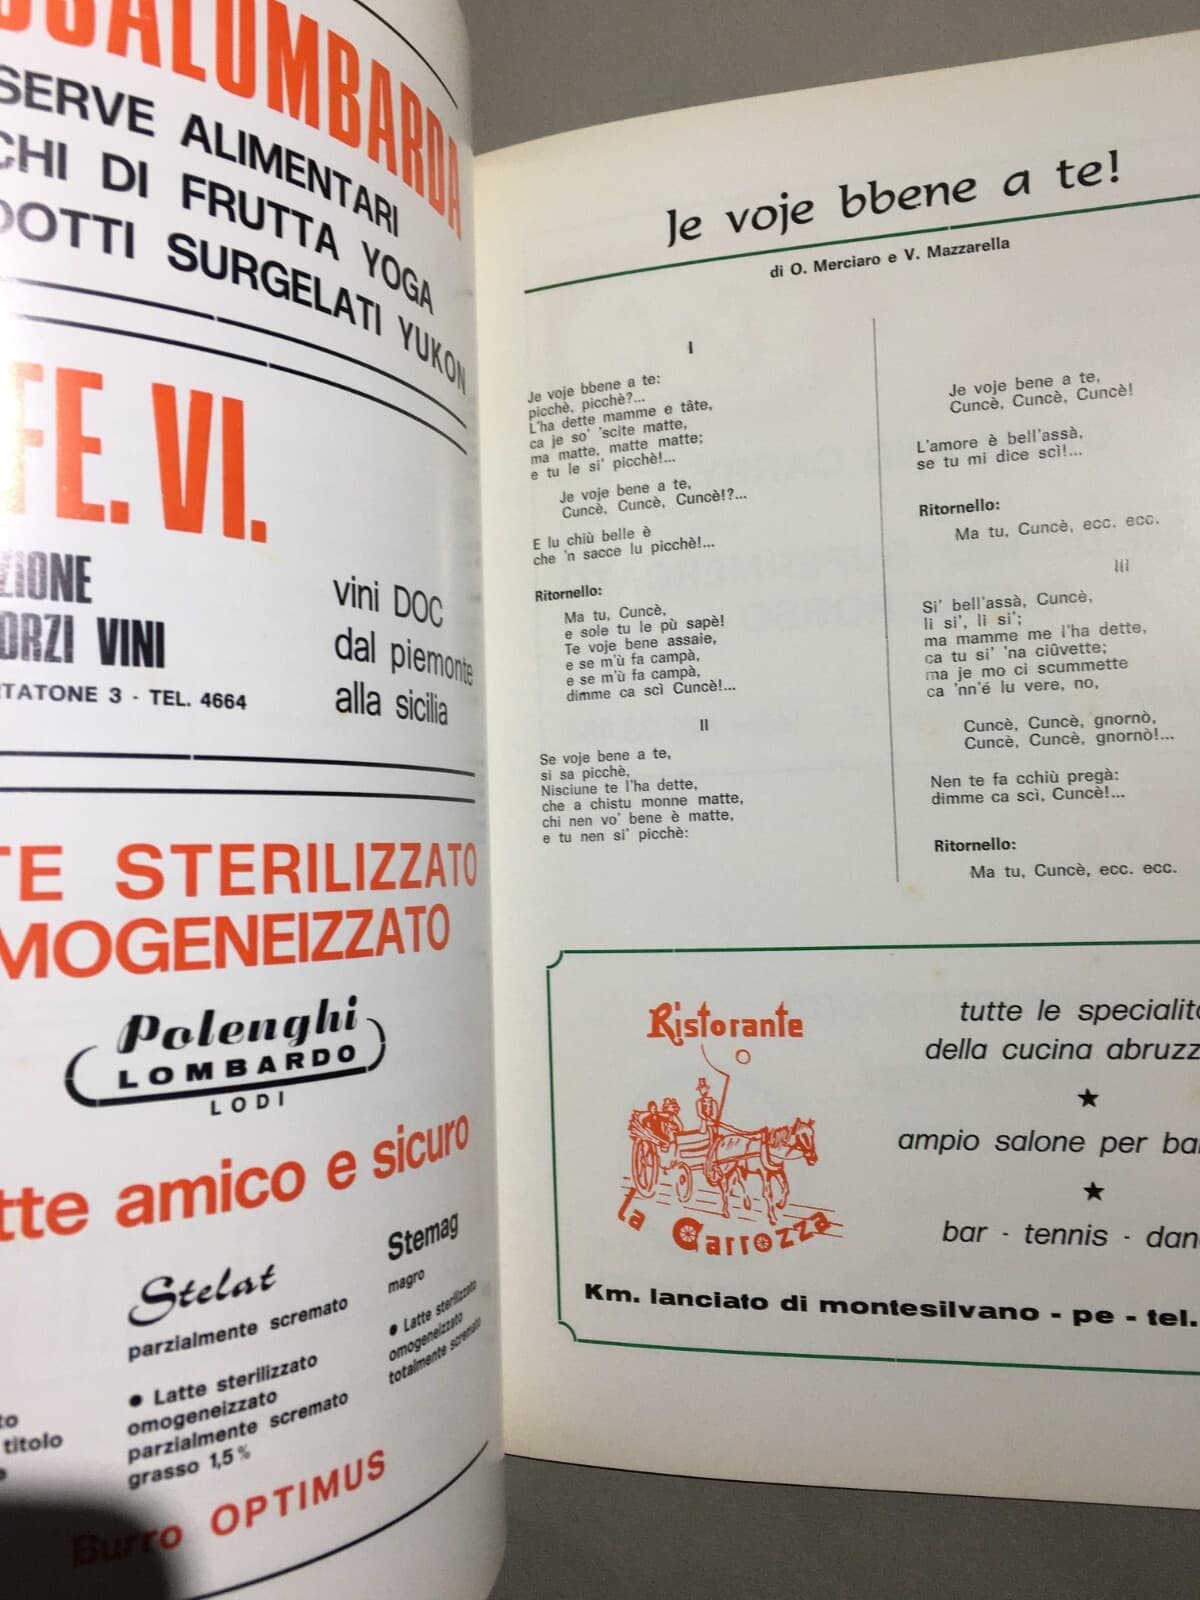 SALOMBARDA
SERVE ALIMENTARI
CHI DI FRUTTA YOGA
DOTTI SURGELATI YUKON
FE. VI.
ZIONE
ORZI VINI
TATONE 3 - TEL. 4664
vini DOC
dal piemonte
alla sicilia
TE STERILIZZATO
MOGENEIZZATO
Polenghi
LOMBARDO
LODI
tte amico e sicuro
Stelat
parzialmente scremato
● Latte sterilizzato
omogeneizzato
parzialmente scremato
grasso 1,5%
Stemag
magro
● Latte sterilizzato
omogeneizzato
totalmente scremato
to
titolo
Burro OPTIMUS
Je voje bbene a te!
di O. Merciaro e V. Mazzarella
I
Je voje bbene a te:
picchè, picchè?...
L'ha dette mamme e tâte,
ca je so' 'scite matte,
ma matte, matte matte;
e tu le si' picchè!...
Je voje bene a te,
Cuncè, Cuncè, Cuncè!?...
E lu chiù belle è
che 'n sacce lu picchè!...
Ritornello:
Ma tu, Cuncè,
e sole tu le pù sapè!
Te voje bene assaie,
e se m'ù fa campà,
e se m'ù fa campà,
dimme ca scì Cuncè!...
II
Se voje bene a te,
si sa picchè,
Nisciune te l'ha dette,
che a chistu monne matte,
chi nen vo' bene è matte,
e tu nen si' picchè:
Je voje bene a te,
Cuncè, Cuncè, Cuncè!
L'amore è bell'assà,
se tu mi dice scì!...
Ritornello:
Ma tu, Cuncè, ecc. ecc.
III
Si' bell'assà, Cuncè,
li si', li si';
ma mamme me l'ha dette,
ca tu si' 'na ciûvette;
ma je mo ci scummette
ca 'nn'é lu vere, no,
Cuncè, Cuncè, gnornò,
Cuncè, Cuncè, gnornò!...
Nen te fa cchiù pregà:
dimme ca scì, Cuncè!...
Ritornello:
Ma tu, Cuncè, ecc. ecc.
Ristorante
la Carrozza
tutte le specialit
della cucina abruzz
★
ampio salone per ba
★
bar - tennis - dan
Km. lanciato di montesilvano - pe - tel.